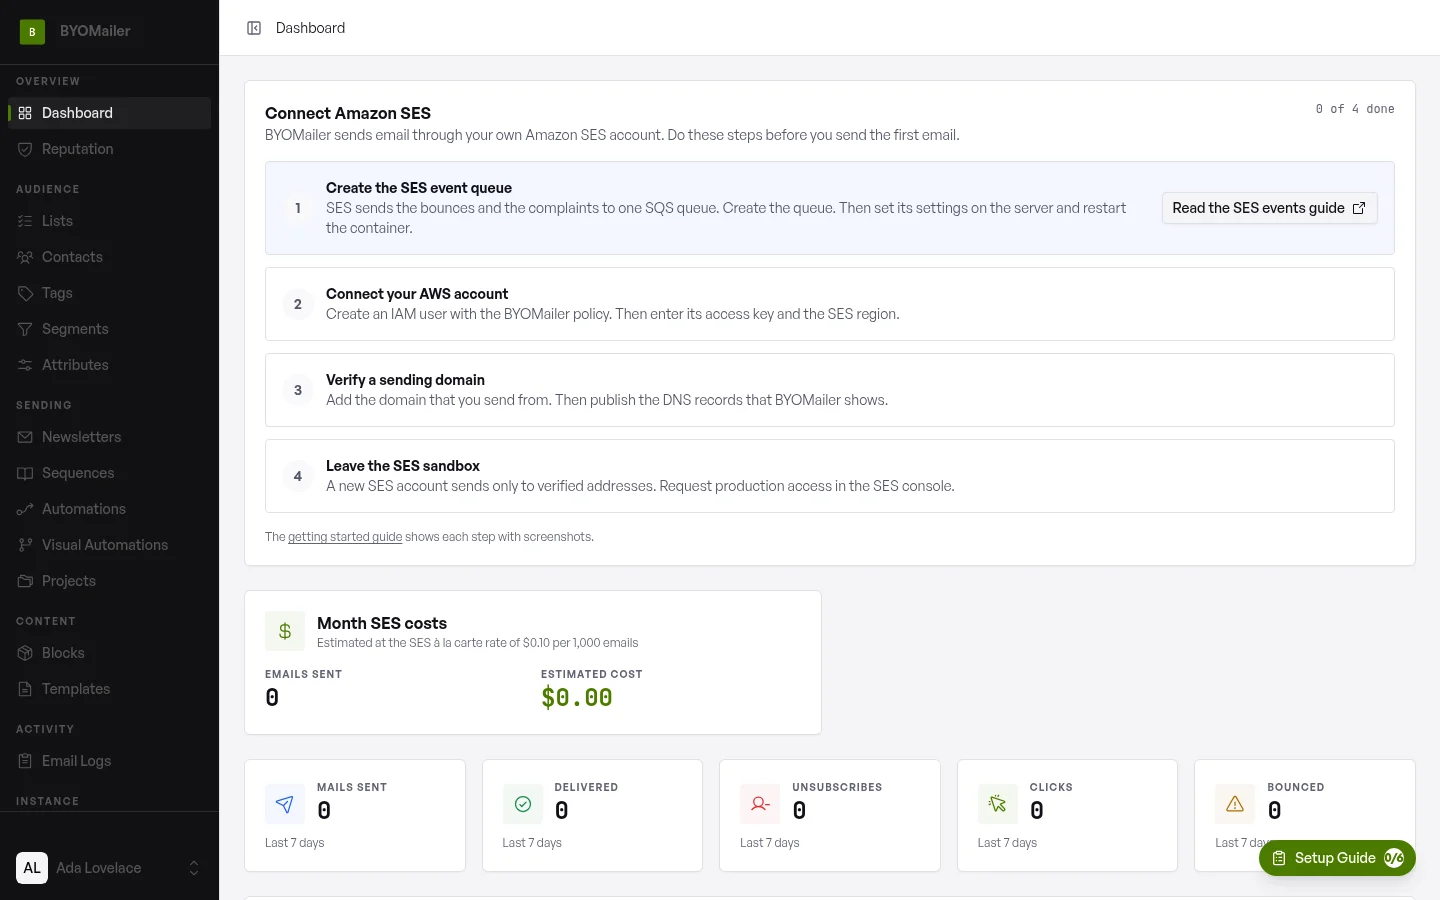 B
BYOMailer
OVERVIEW
Dashboard
Reputation
AUDIENCE
Lists
Contacts
Tags
Segments
Attributes
SENDING
Newsletters
Sequences
Automations
Visual Automations
Projects
CONTENT
Blocks
Templates
ACTIVITY
Email Logs
INSTANCE
AL
Ada Lovelace
Dashboard
Connect Amazon SES
0 of 4 done
BYOMailer sends email through your own Amazon SES account. Do these steps before you send the first email.
1
Create the SES event queue
SES sends the bounces and the complaints to one SQS queue. Create the queue. Then set its settings on the server and restart
the container.
Read the SES events guide
2
Connect your AWS account
Create an IAM user with the BYOMailer policy. Then enter its access key and the SES region.
3
Verify a sending domain
Add the domain that you send from. Then publish the DNS records that BYOMailer shows.
4
Leave the SES sandbox
A new SES account sends only to verified addresses. Request production access in the SES console.
The getting started guide shows each step with screenshots.
$
Month SES costs
Estimated at the SES à la carte rate of $0.10 per 1,000 emails
EMAILS SENT
0
ESTIMATED COST
$0.00
MAILS SENT
0
Last 7 days
DELIVERED
0
Last 7 days
UNSUBSCRIBES
0
Last 7 days
CLICKS
0
Last 7 days
BOUNCED
0
Last 7 day
Setup Guide 0/6